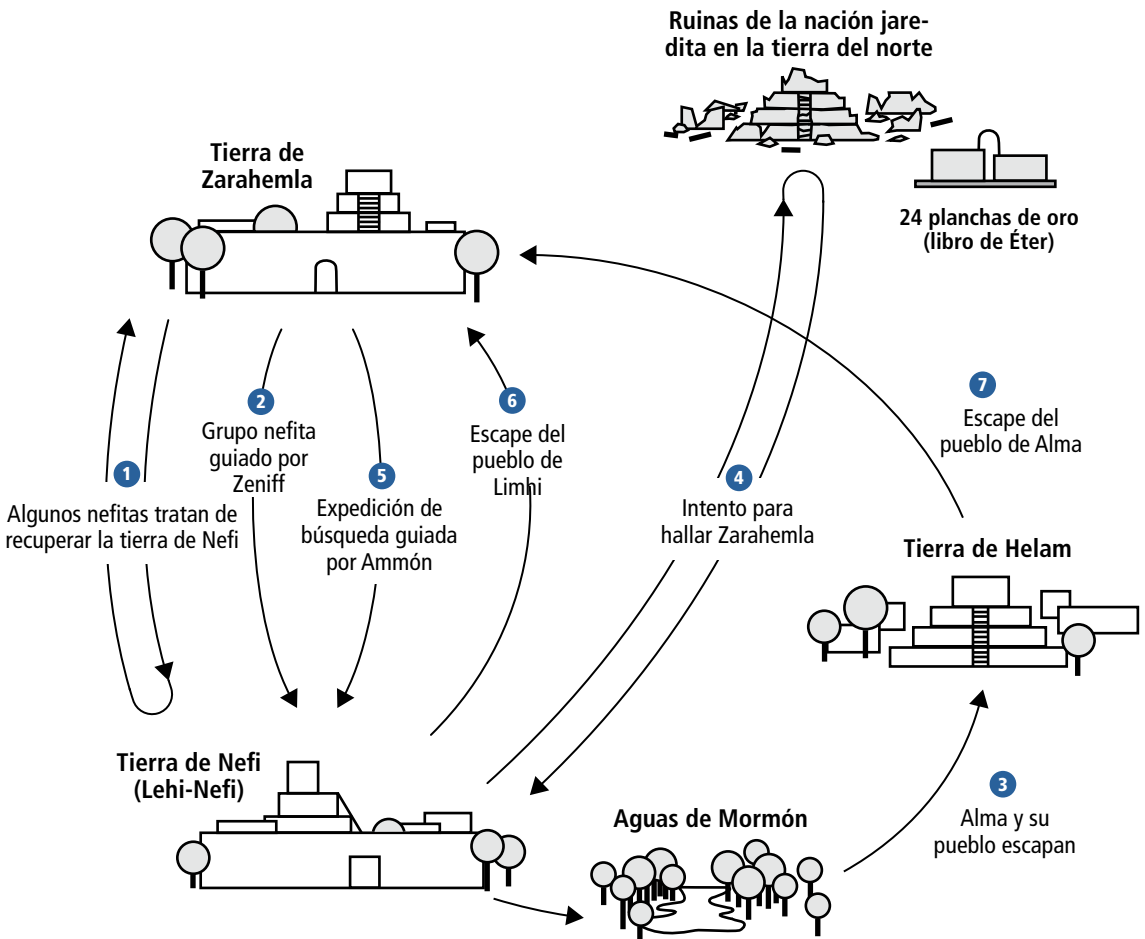 Ruinas de la nación jare-
dita en la tierra del norte
Tierra de
Zarahemla
24 planchas de oro
(libro de Éter)
1
Algunos nefitas tratan de
recuperar la tierra de Nefi
2
Grupo nefita
guiado por
Zeniff
5
Expedición de
búsqueda guiada
por Ammón
6
Escape del
pueblo de
Limhi
4
Intento para
hallar Zarahemla
7
Escape del
pueblo de Alma
Tierra de Helam
Tierra de Nefi
(Lehi-Nefi)
Aguas de Mormón
3
Alma y su
pueblo escapan